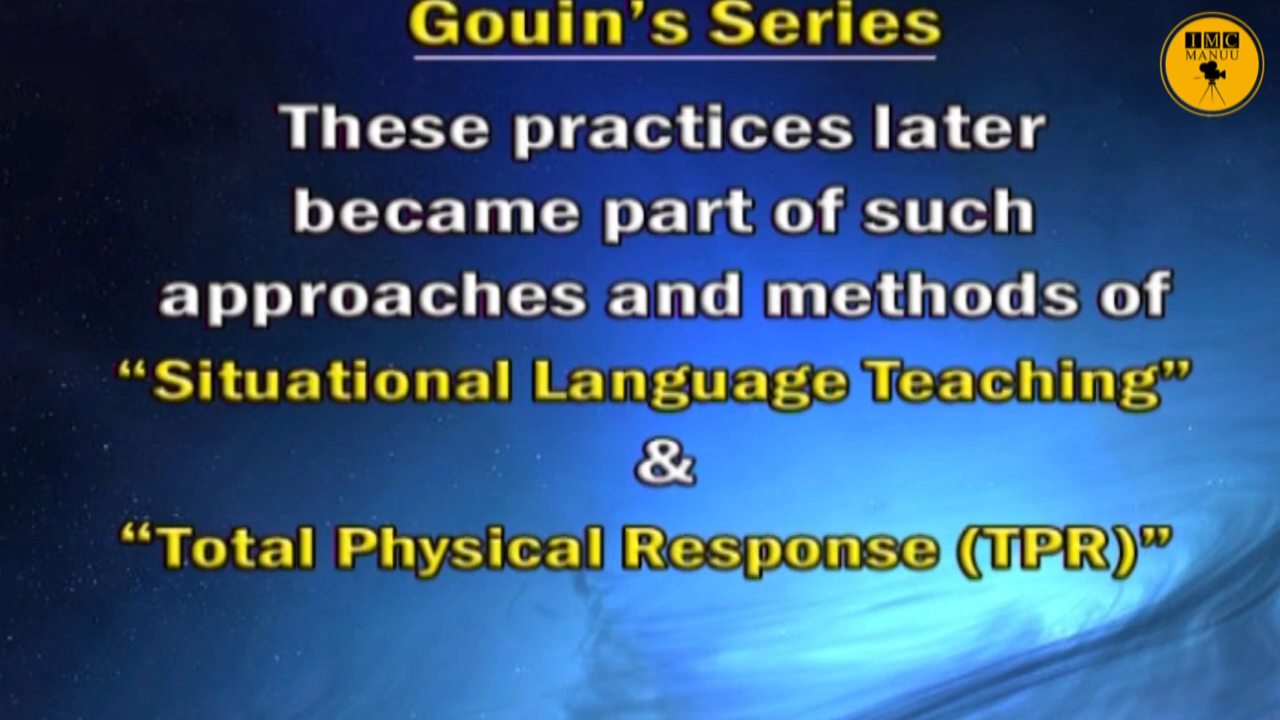 Gouin's Series
IMC
MANUU
These practices later
became part of such
approaches and methods of
“Situational Language Teaching”
&
“Total Physical Response (TPR)”